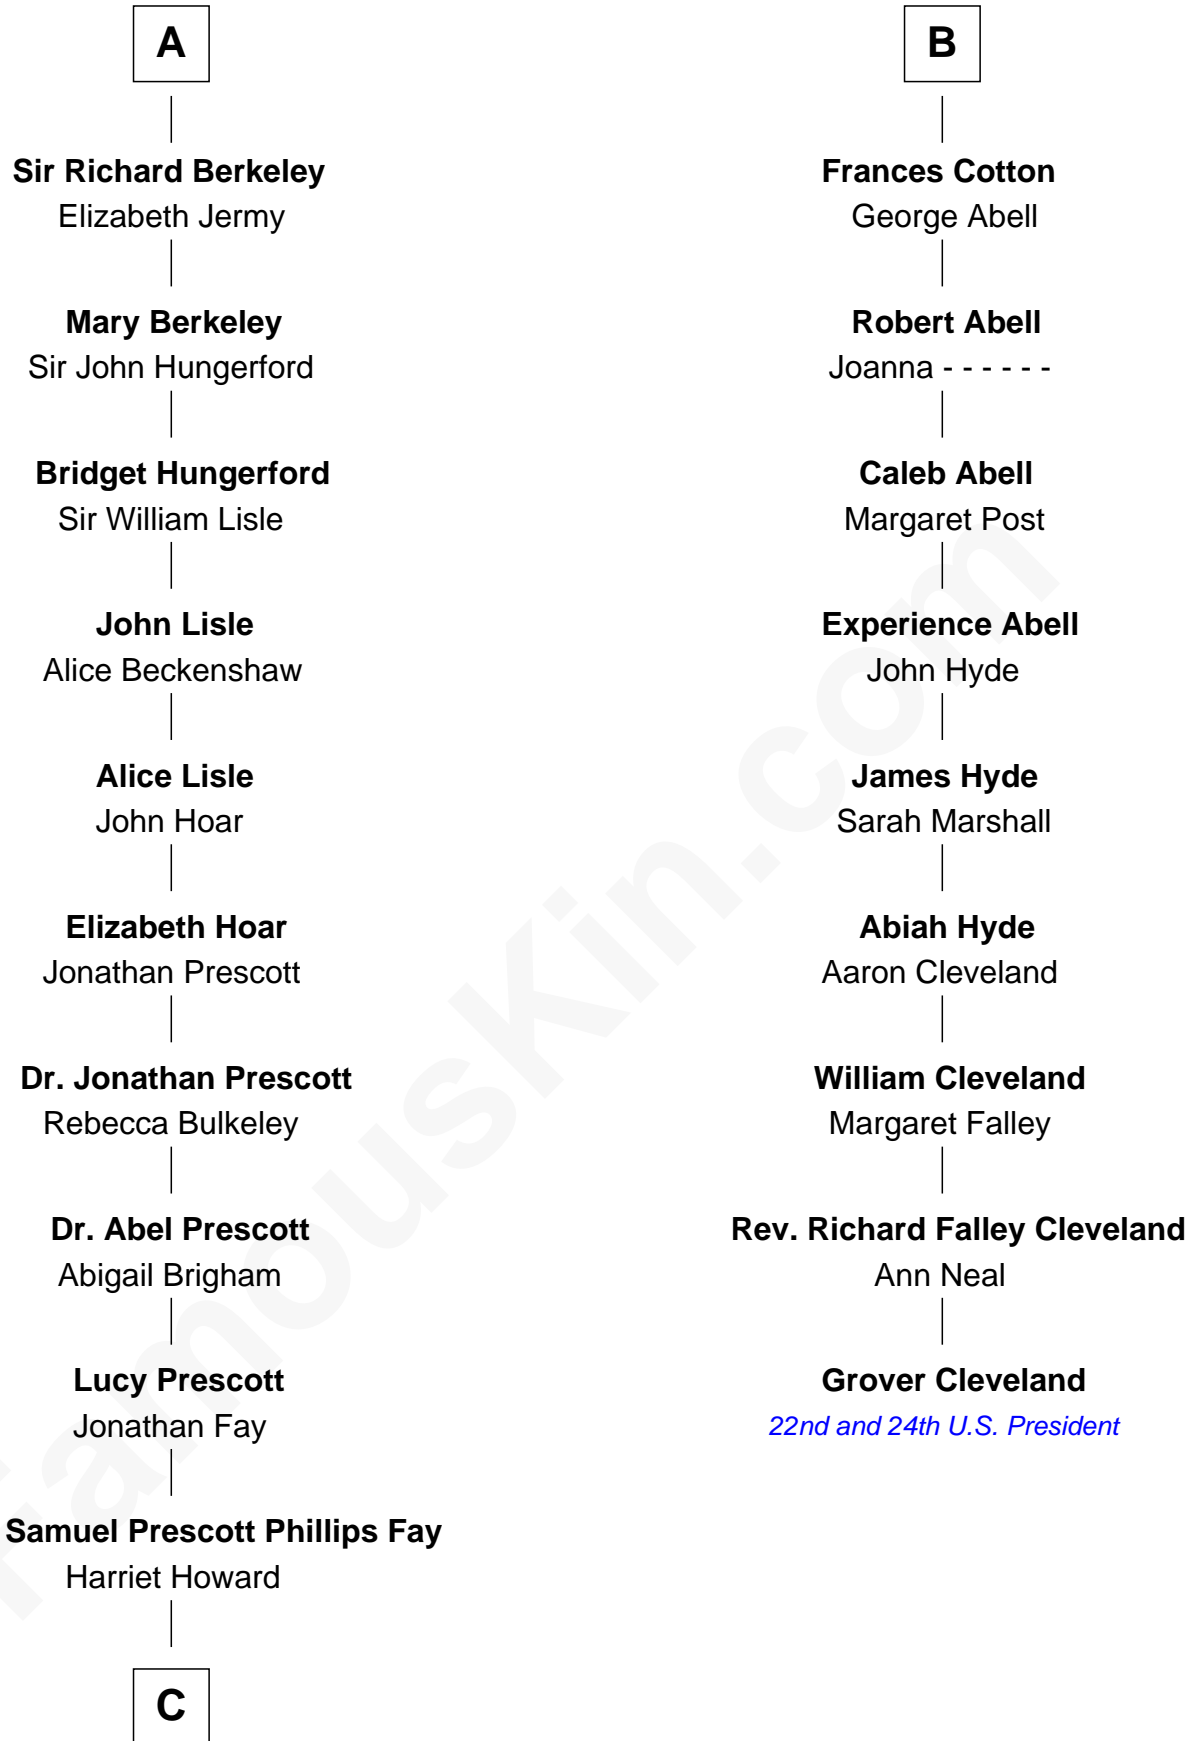 A
Sir Richard Berkeley
Elizabeth Jermy
Mary Berkeley
Sir John Hungerford
Bridget Hungerford
Sir William Lisle
John Lisle
Alice Beckenshaw
Alice Lisle
John Hoar
Elizabeth Hoar
Jonathan Prescott
Dr. Jonathan Prescott
Rebecca Bulkeley
Dr. Abel Prescott
Abigail Brigham
Lucy Prescott
Jonathan Fay
Samuel Prescott Phillips Fay
Harriet Howard
C
B
Frances Cotton
George Abell
Robert Abell
Joanna - - - - - -
Caleb Abell
Margaret Post
Experience Abell
John Hyde
James Hyde
Sarah Marshall
Abiah Hyde
Aaron Cleveland
William Cleveland
Margaret Falley
Rev. Richard Falley Cleveland
Ann Neal
Grover Cleveland
22nd and 24th U.S. President
FamousKin.com